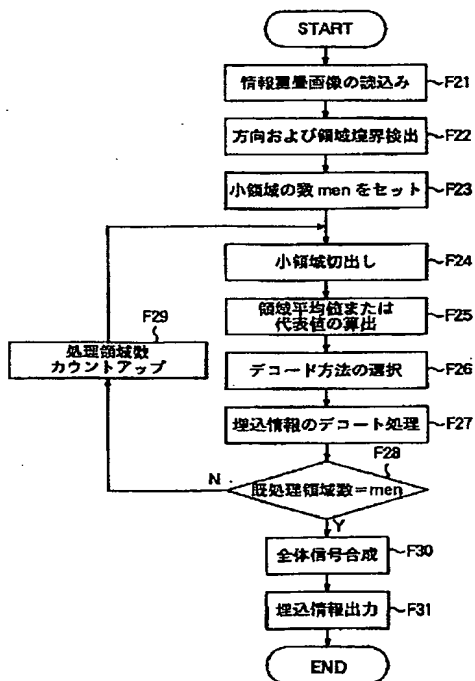 START
情報重畳画像の読込み
F21
方向および領域境界検出
F22
小領域の数 men をセット
F23
小領域切出し
F24
領域平均値または
代表値の算出
F25
F29
処理領域数
カウントアップ
デコード方法の選択
F26
埋込情報のデコート処理
F27
F28
既処理領域数=men
N
Y
全体信号合成
F30
埋込情報出力
F31
END